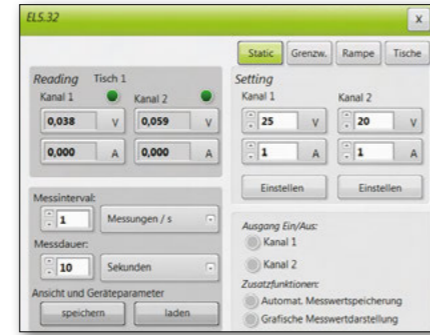 EL5.32
x
Static Grenzw. Rampe Tische
Reading Tisch 1
Kanal 1 Kanal 2
0,038 V 0,059 V
0,000 A 0,000 A
Setting
Kanal 1 Kanal 2
25 V 20 V
1 A 1 A
Einstellen Einstellen
Messinterval:
1 Messungen / s
Messdauer:
10 Sekunden
Ansicht und Geräteparameter
speichern laden
Ausgang Ein/Aus:
Kanal 1
Kanal 2
Zusatzfunktionen:
Automat. Messwertspeicherung
Grafische Messwertdarstellung